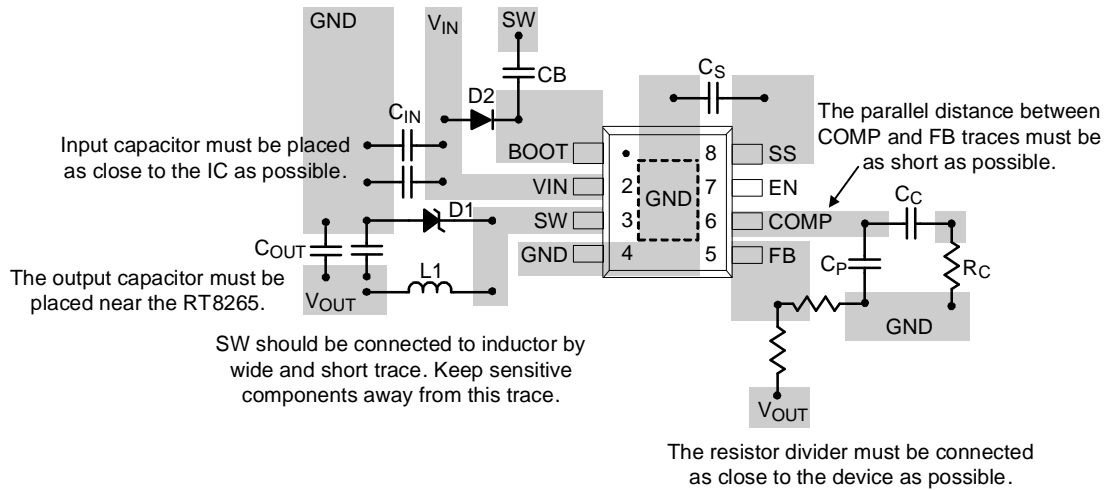 GND
VIN
SW
CB
D2
CIN
CS
Input capacitor must be placed
as close to the IC as possible.
The parallel distance between
COMP and FB traces must be
as short as possible.
BOOT
VIN
SW
GND
2
3
4
GND
8
7
6
5
SS
EN
COMP
FB
D1
COUT
L1
VOUT
The output capacitor must be
placed near the RT8265.
SW should be connected to inductor by
wide and short trace. Keep sensitive
components away from this trace.
CC
CP
RC
GND
VOUT
The resistor divider must be connected
as close to the device as possible.